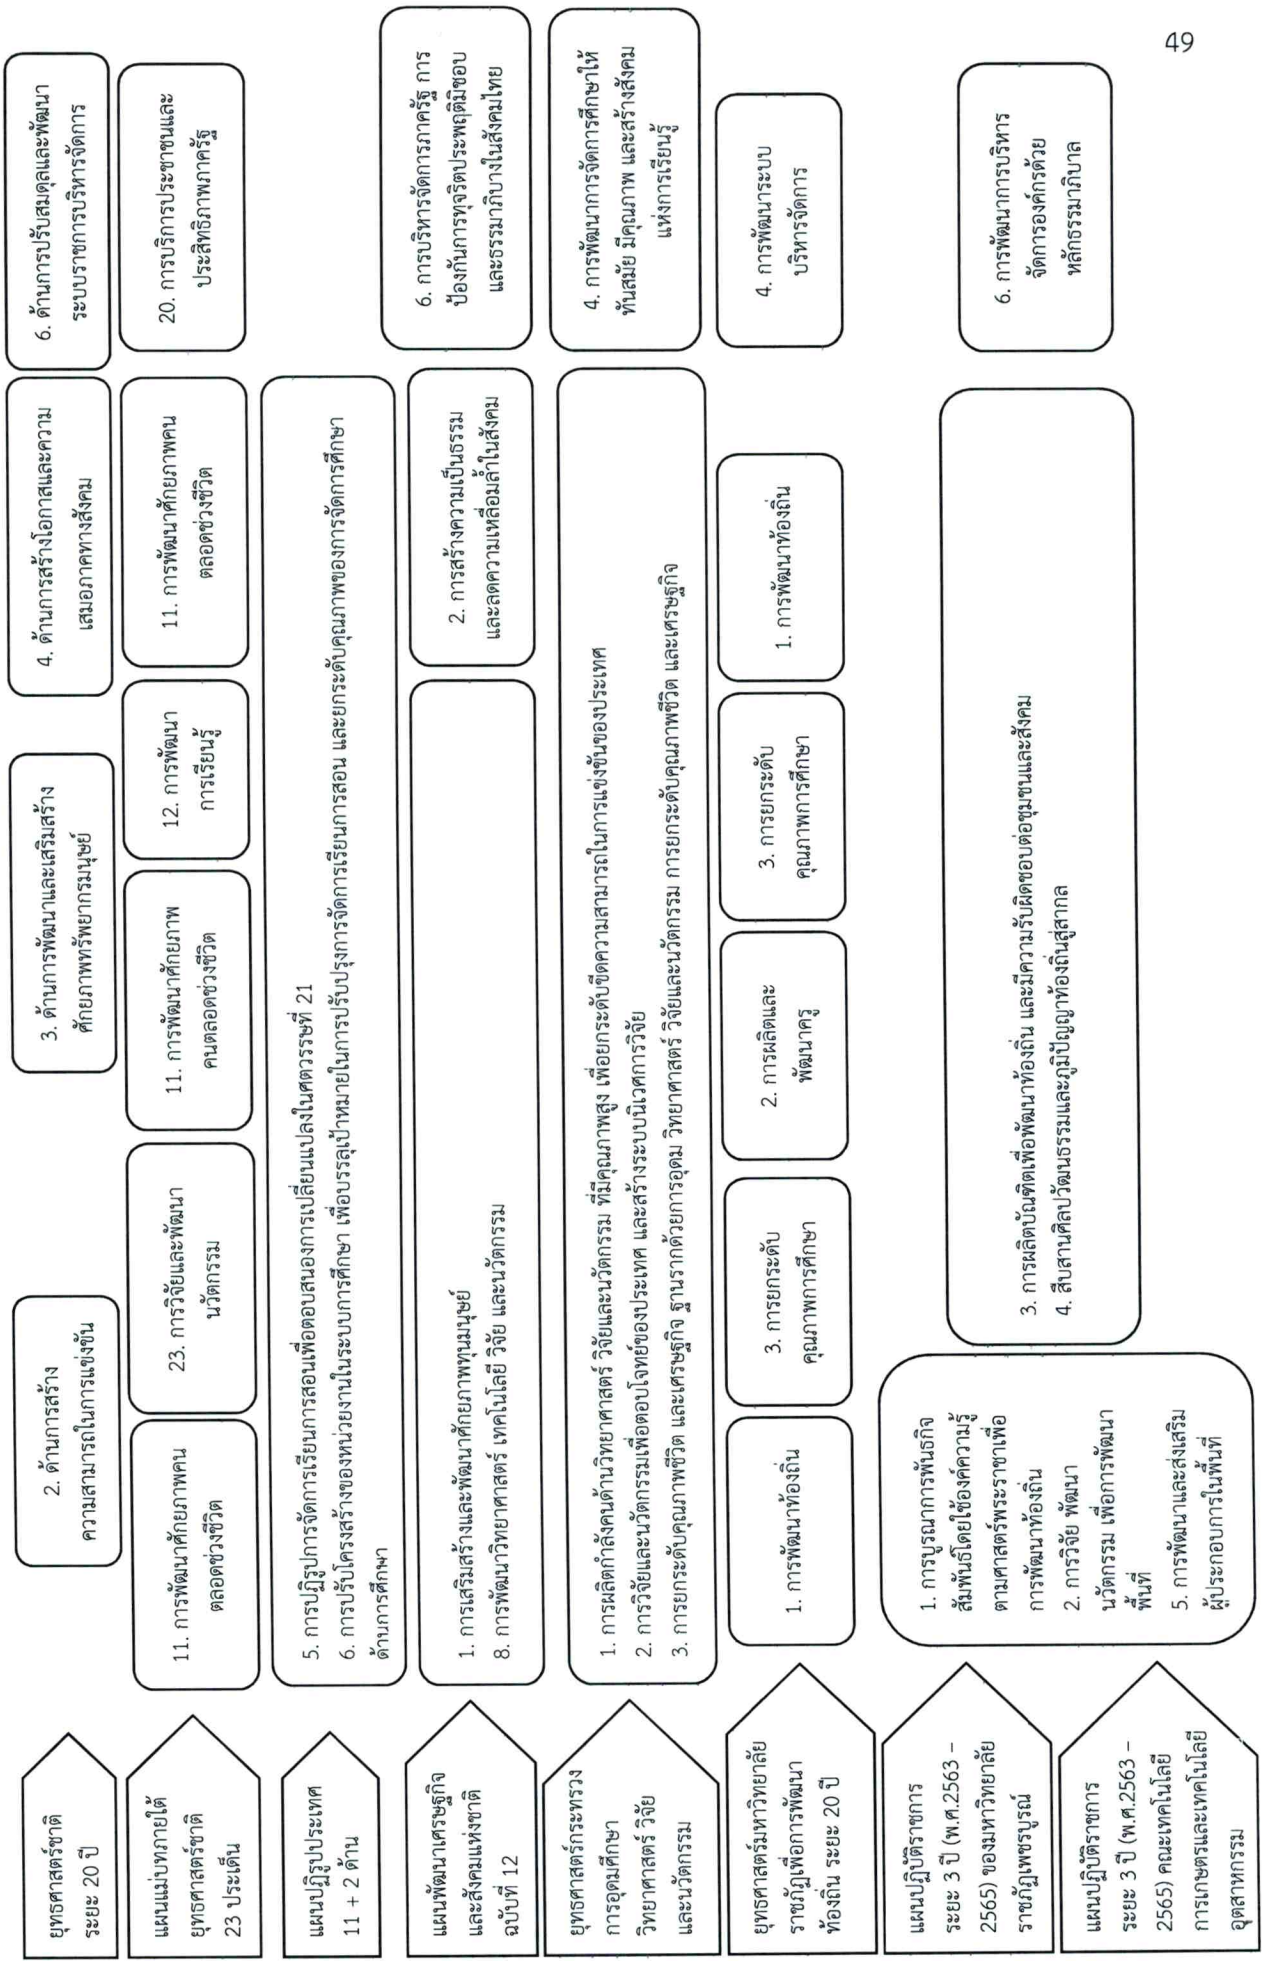 49
ยุทธศาสตร์ชาติ
ระยะ 20 ปี
2. ด้านการสร้าง
ความสามารถในการแข่งขัน
3. ด้านการพัฒนาและเสริมสร้าง
ศักยภาพทรัพยากรมนุษย์
4. ด้านการสร้างโอกาสและความ
เสมอภาคทางสังคม
6. ด้านการปรับสมดุลและพัฒนา
ระบบราชการบริหารจัดการ
แผนแม่บทภายใต้
ยุทธศาสตร์ชาติ
23 ประเด็น
11. การพัฒนาศักยภาพคน
ตลอดช่วงชีวิต
23. การวิจัยและพัฒนา
นวัตกรรม
11. การพัฒนาศักยภาพ
คนตลอดช่วงชีวิต
12. การพัฒนา
การเรียนรู้
11. การพัฒนาศักยภาพคน
ตลอดช่วงชีวิต
20. การบริการประชาชนและ
ประสิทธิภาพภาครัฐ
แผนปฏิรูปประเทศ
11 + 2 ด้าน
5. การปฏิรูปการจัดการเรียนการสอนเพื่อตอบสนองการเปลี่ยนแปลงในศตวรรษที่ 21
6. การปรับโครงสร้างของหน่วยงานในระบบการศึกษา เพื่อบรรลุเป้าหมายในการปรับปรุงการจัดการเรียนการสอน และยกระดับคุณภาพของการจัดการศึกษา
ด้านการศึกษา
แผนพัฒนาเศรษฐกิจ
และสังคมแห่งชาติ
ฉบับที่ 12
1. การเสริมสร้างและพัฒนาศักยภาพทุนมนุษย์
8. การพัฒนาวิทยาศาสตร์ เทคโนโลยี วิจัย และนวัตกรรม
2. การสร้างความเป็นธรรม
และลดความเหลื่อมล้ำในสังคม
6. การบริหารจัดการภาครัฐ การ
ป้องกันการทุจริตประพฤติมิชอบ
และธรรมาภิบาลในสังคมไทย
ยุทธศาสตร์กระทรวง
การอุดมศึกษา
วิทยาศาสตร์ วิจัย
และนวัตกรรม
1. การผลิตกำลังคนด้านวิทยาศาสตร์ วิจัยและนวัตกรรม ที่มีคุณภาพสูง เพื่อยกระดับขีดความสามารถในการแข่งขันของประเทศ
2. การวิจัยและนวัตกรรมเพื่อตอบโจทย์ของประเทศ และสร้างระบบนิเวศการวิจัย
3. การยกระดับคุณภาพชีวิต และเศรษฐกิจ ฐานรากด้วยการอุดม วิทยาศาสตร์ วิจัยและนวัตกรรม การยกระดับคุณภาพชีวิต และเศรษฐกิจ
4. การพัฒนาการจัดการศึกษาให้
ทันสมัย มีคุณภาพ และสร้างสังคม
แห่งการเรียนรู้
ยุทธศาสตร์มหาวิทยาลัย
ราชภัฏเพื่อการพัฒนา
ท้องถิ่น ระยะ 20 ปี
1. การพัฒนาท้องถิ่น
3. การยกระดับ
คุณภาพการศึกษา
2. การผลิตและ
พัฒนาครู
3. การยกระดับ
คุณภาพการศึกษา
1. การพัฒนาท้องถิ่น
4. การพัฒนาระบบ
บริหารจัดการ
แผนปฏิบัติราชการ
ระยะ 3 ปี (พ.ศ.2563 –
2565) ของมหาวิทยาลัย
ราชภัฏเพชรบูรณ์
แผนปฏิบัติราชการ
ระยะ 3 ปี (พ.ศ.2563 –
2565) คณะเทคโนโลยี
การเกษตรและเทคโนโลยี
อุตสาหกรรม
1. การบูรณาการพันธกิจ
สัมพันธ์โดยใช้องค์ความรู้
ตามศาสตร์พระราชาเพื่อ
การพัฒนาท้องถิ่น
2. การวิจัย พัฒนา
นวัตกรรม เพื่อการพัฒนา
พื้นที่
5. การพัฒนาและส่งเสริม
ผู้ประกอบการในพื้นที่
3. การผลิตบัณฑิตเพื่อพัฒนาท้องถิ่น และมีความรับผิดชอบต่อชุมชนและสังคม
4. สืบสานศิลปวัฒนธรรมและภูมิปัญญาท้องถิ่นสู่สากล
6. การพัฒนาการบริหาร
จัดการองค์กรด้วย
หลักธรรมาภิบาล